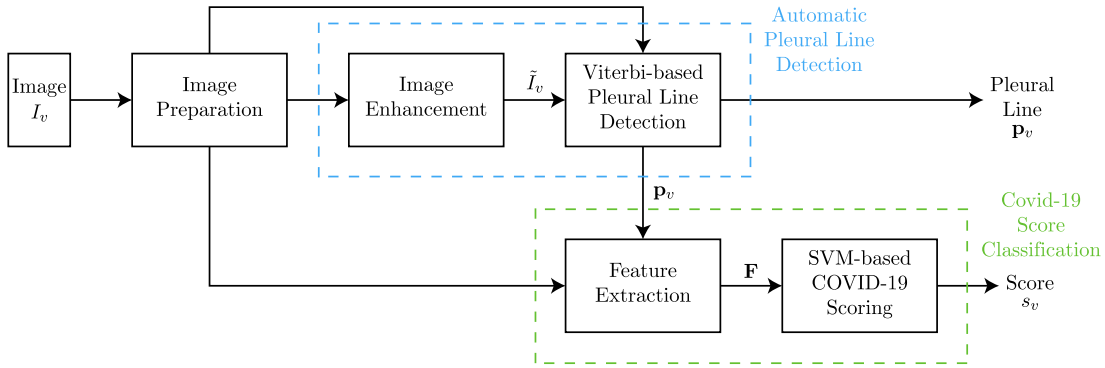 Automatic
Pleural Line
Detection
Image
I_v
Image
Preparation
Image
Enhancement
Ĩ_v
Viterbi-based
Pleural Line
Detection
Pleural
Line
p_v
p_v
Covid-19
Score
Classification
Feature
Extraction
F
SVM-based
COVID-19
Scoring
Score
s_v